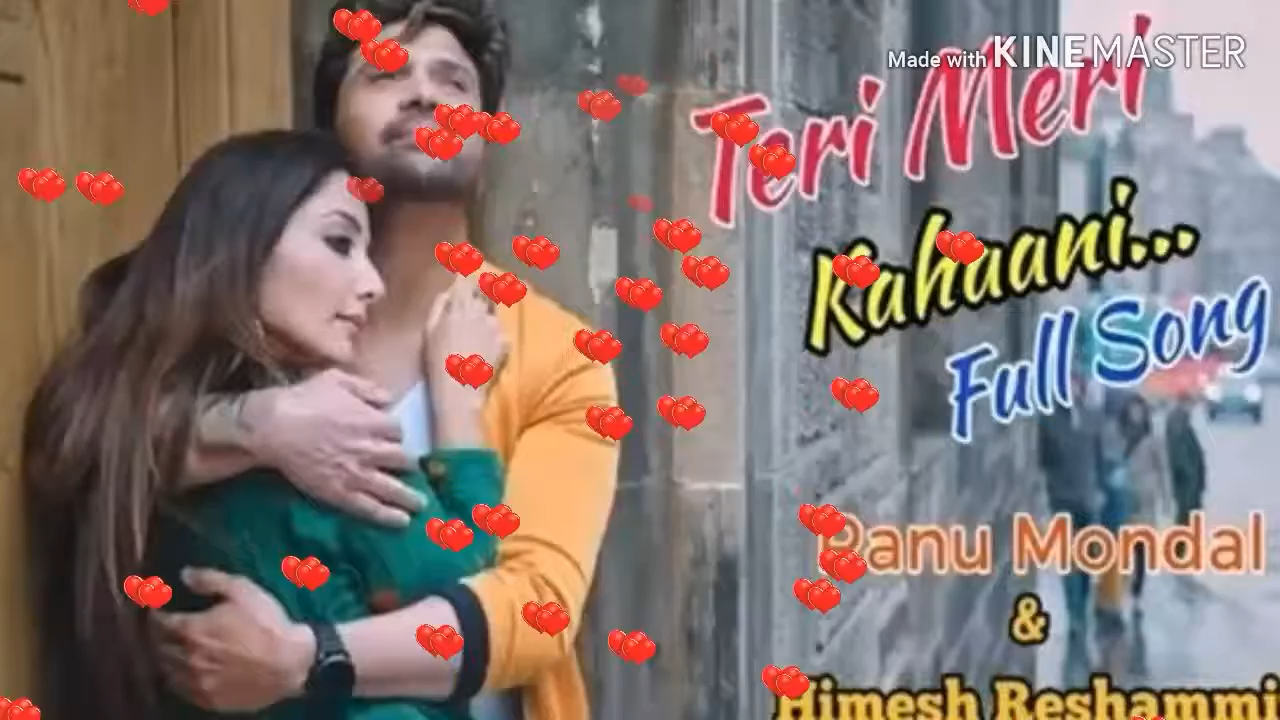 Made with KINEMASTER
Teri Meri
Kahaani...
Full Song
Ranu Mondal
&
Himesh Reshammi